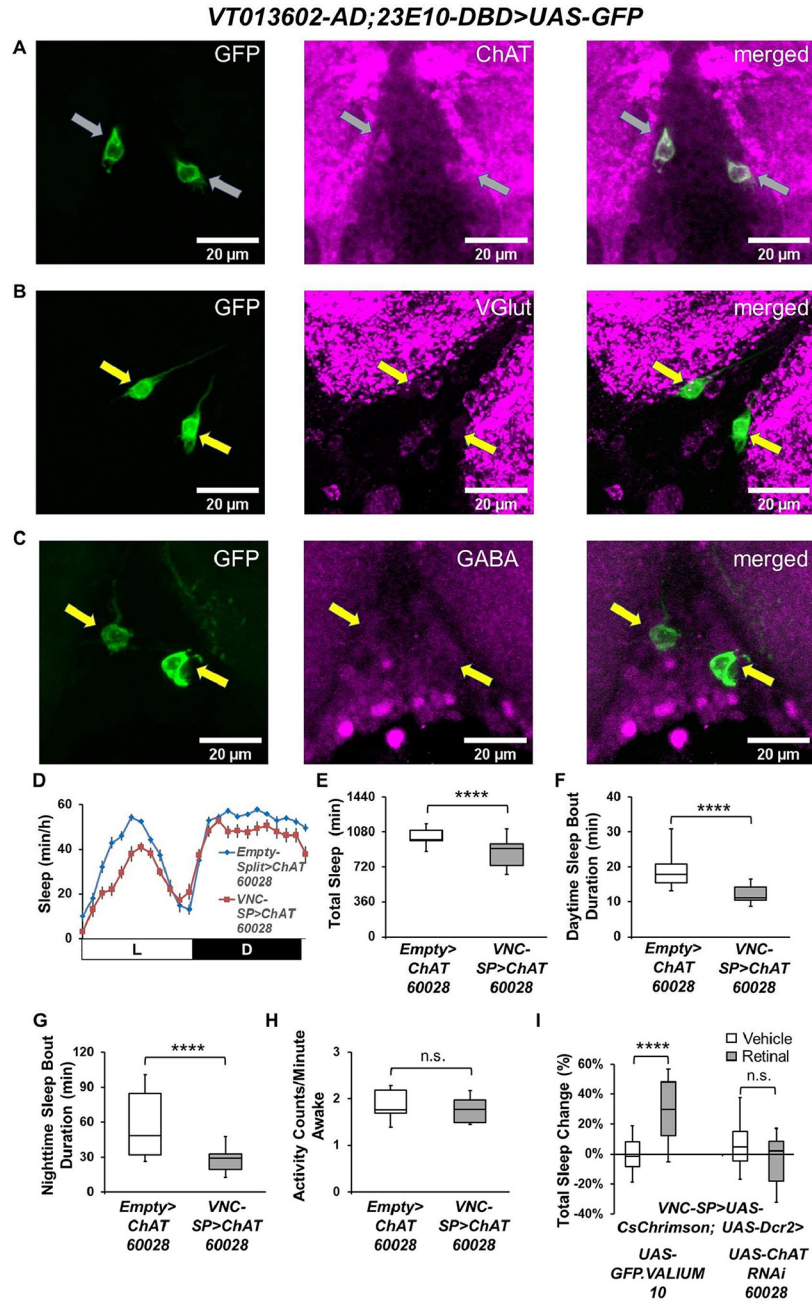 VT013602-AD;23E10-DBD>UAS-GFP
A
GFP
ChAT
merged
20 µm
20 µm
20 µm
B
GFP
VGlut
merged
20 µm
20 µm
20 µm
C
GFP
GABA
merged
20 µm
20 µm
20 µm
D
Sleep (min/h)
60
40
20
0
Empty-
Split>ChAT
60028
VNC-
SP>ChAT
60028
L
D
E
Total Sleep (min)
1440
1080
720
360
0
****
Empty>
ChAT
60028
VNC-
SP>ChAT
60028
F
Daytime Sleep Bout
Duration (min)
40
30
20
10
0
****
Empty>
ChAT
60028
VNC-
SP>ChAT
60028
G
Nighttime Sleep Bout
Duration (min)
120
90
60
30
0
****
Empty>
ChAT
60028
VNC-
SP>ChAT
60028
H
Activity Counts/Minute
Awake
3
2
1
0
n.s.
Empty>
ChAT
60028
VNC-
SP>ChAT
60028
I
Total Sleep Change (%)
Vehicle
Retinal
60%
40%
20%
0%
-20%
-40%
****
n.s.
VNC-SP>UAS-
CsChrimson; UAS-Dcr2>
UAS-
GFP.VALIUM
10
UAS-ChAT
RNAi
60028